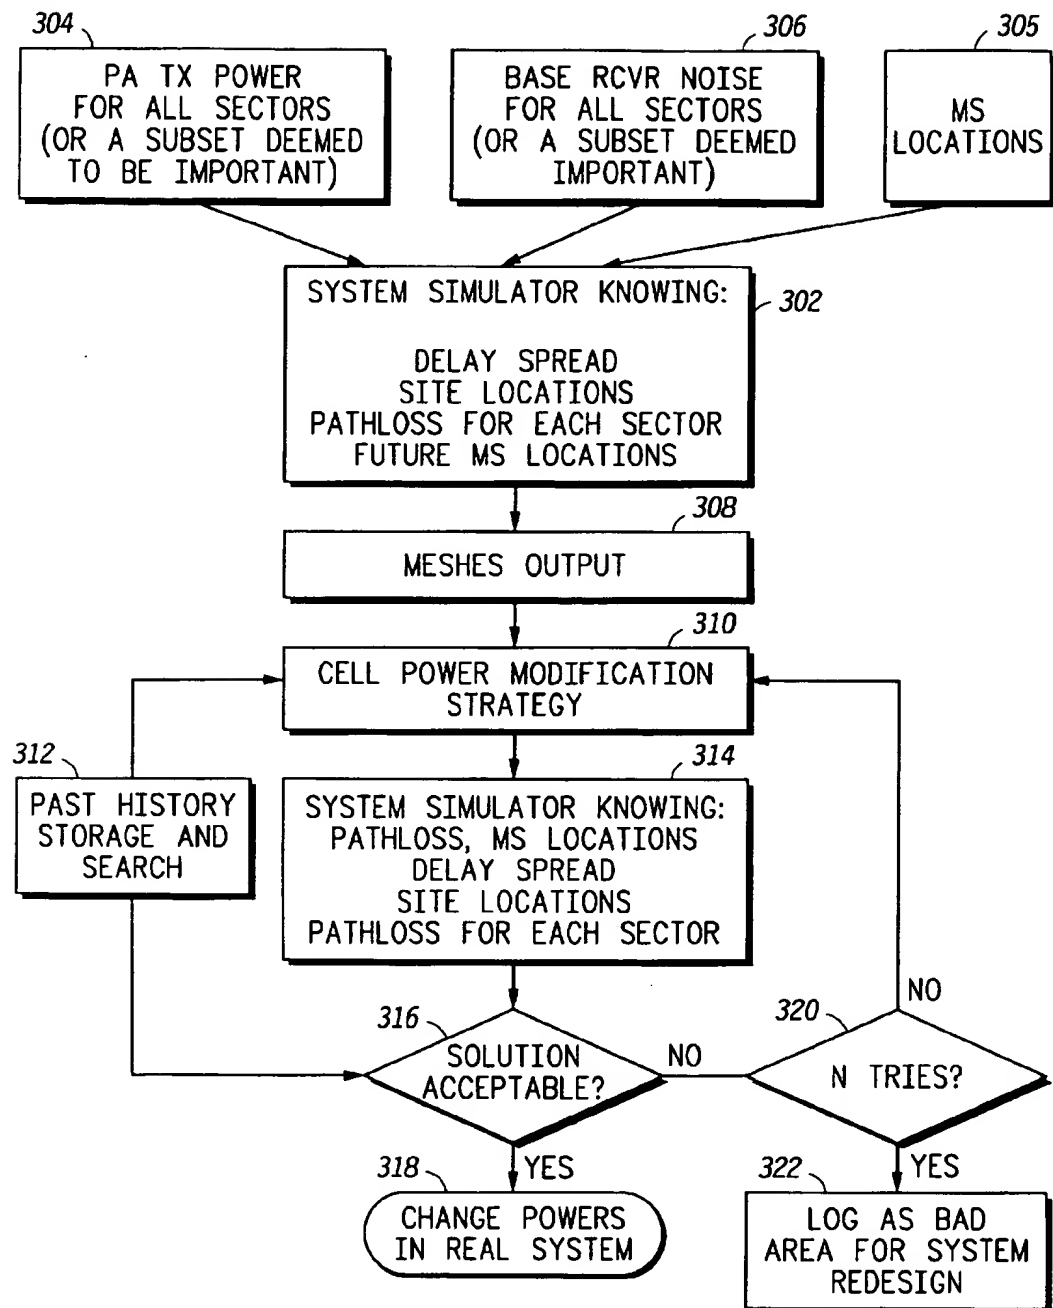 304
PA TX POWER
FOR ALL SECTORS
(OR A SUBSET DEEMED
TO BE IMPORTANT)
306
BASE RCVR NOISE
FOR ALL SECTORS
(OR A SUBSET DEEMED
IMPORTANT)
305
MS
LOCATIONS
SYSTEM SIMULATOR KNOWING:
DELAY SPREAD
SITE LOCATIONS
PATHLOSS FOR EACH SECTOR
FUTURE MS LOCATIONS
302
308
MESHES OUTPUT
310
CELL POWER MODIFICATION
STRATEGY
312
PAST HISTORY
STORAGE AND
SEARCH
314
SYSTEM SIMULATOR KNOWING:
PATHLOSS, MS LOCATIONS
DELAY SPREAD
SITE LOCATIONS
PATHLOSS FOR EACH SECTOR
316
SOLUTION
ACCEPTABLE?
NO
320
N TRIES?
NO
YES
318
CHANGE POWERS
IN REAL SYSTEM
YES
322
LOG AS BAD
AREA FOR SYSTEM
REDESIGN